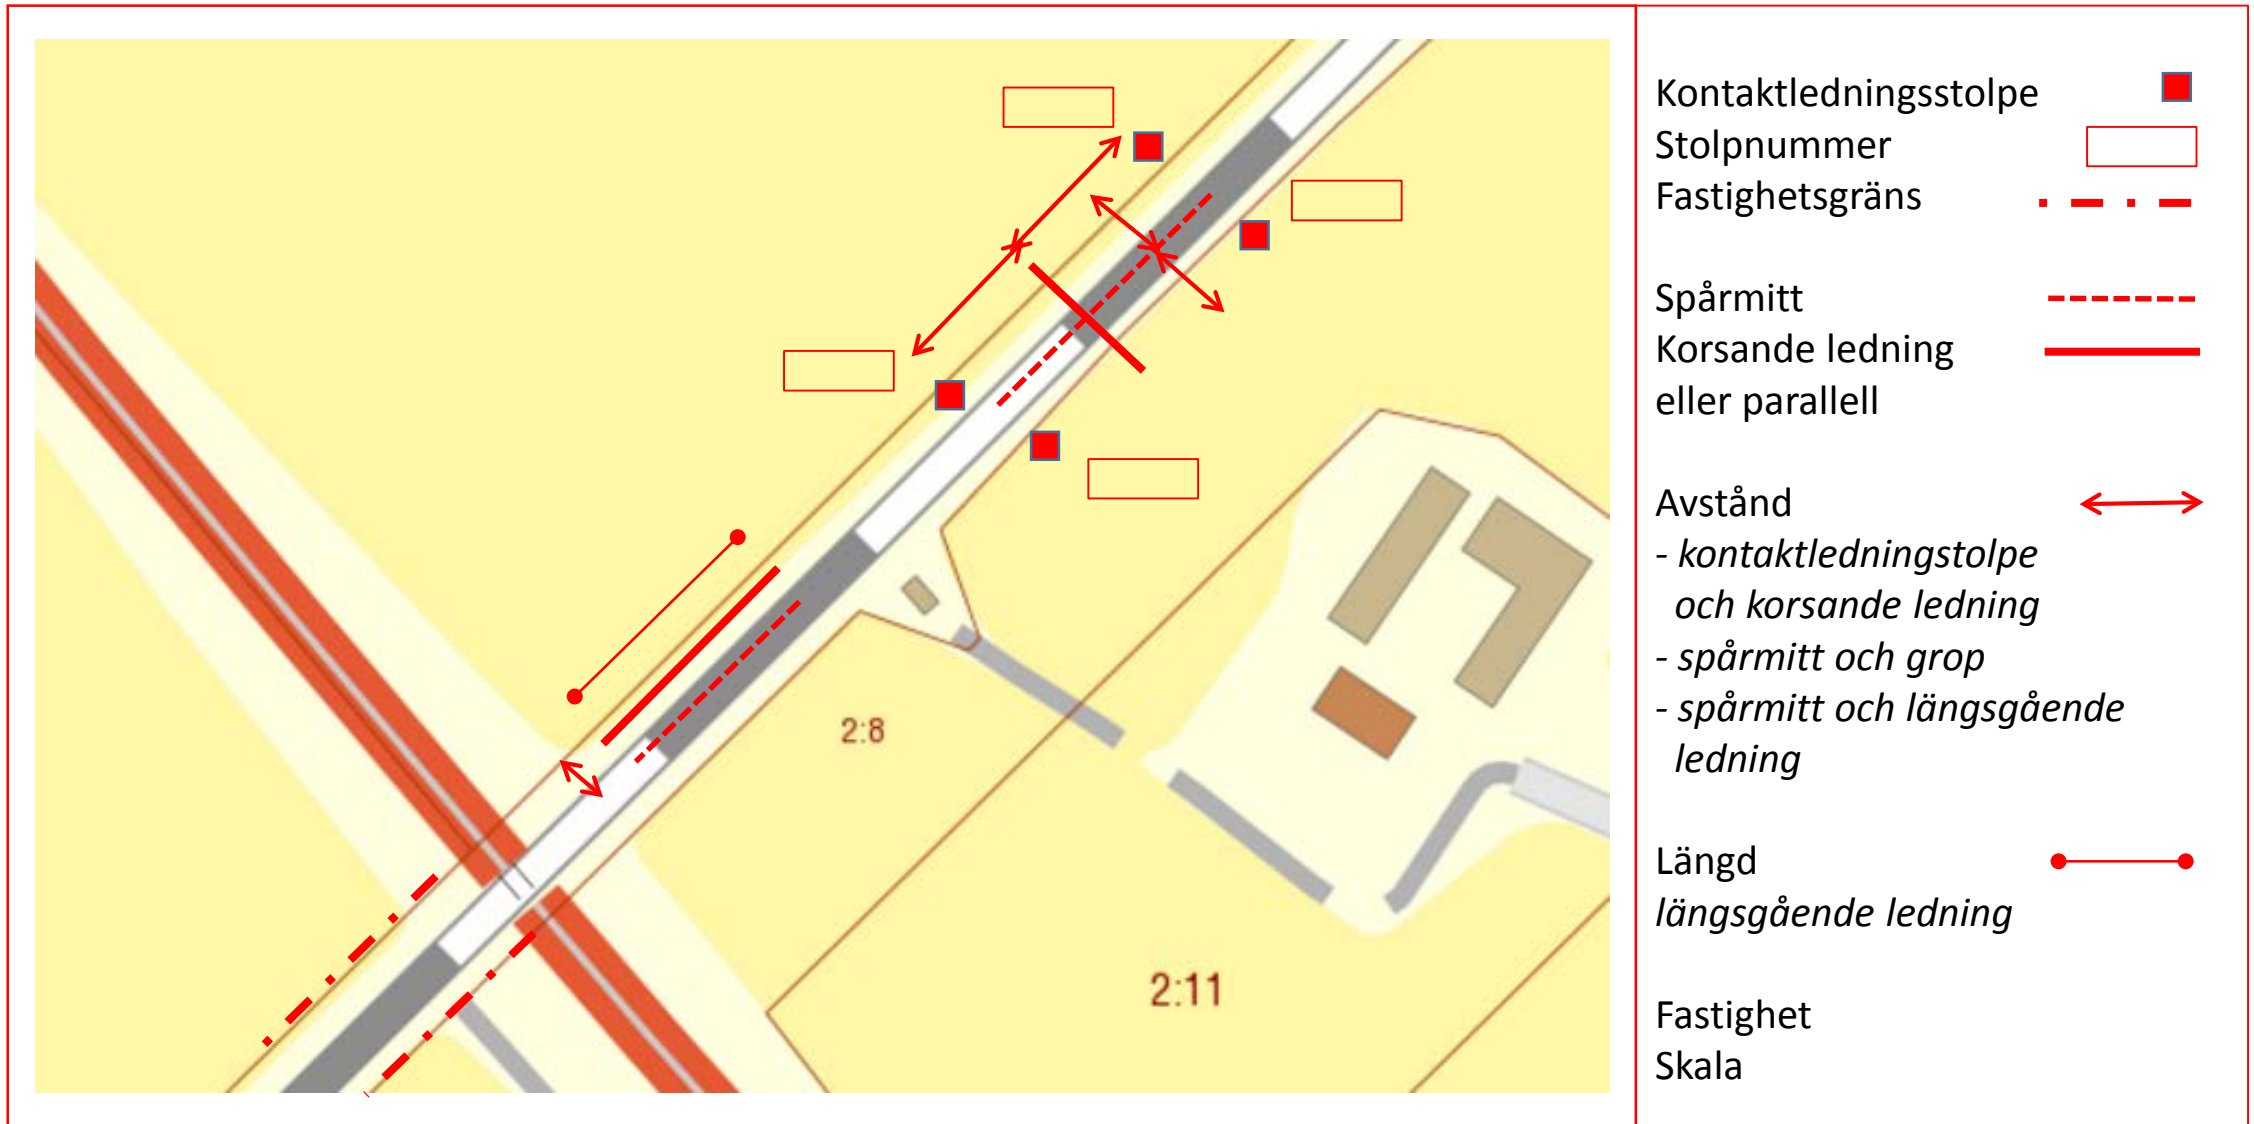 2:8
2:11
Kontaktledningsstolpe
Stolpnummer
Fastighetsgräns
Spårmitt
Korsande ledning
eller parallell
Avstånd
- kontaktledningstolpe
och korsande ledning
- spårmitt och grop
- spårmitt och längsgående
ledning
Längd
längsgående ledning
Fastighet
Skala